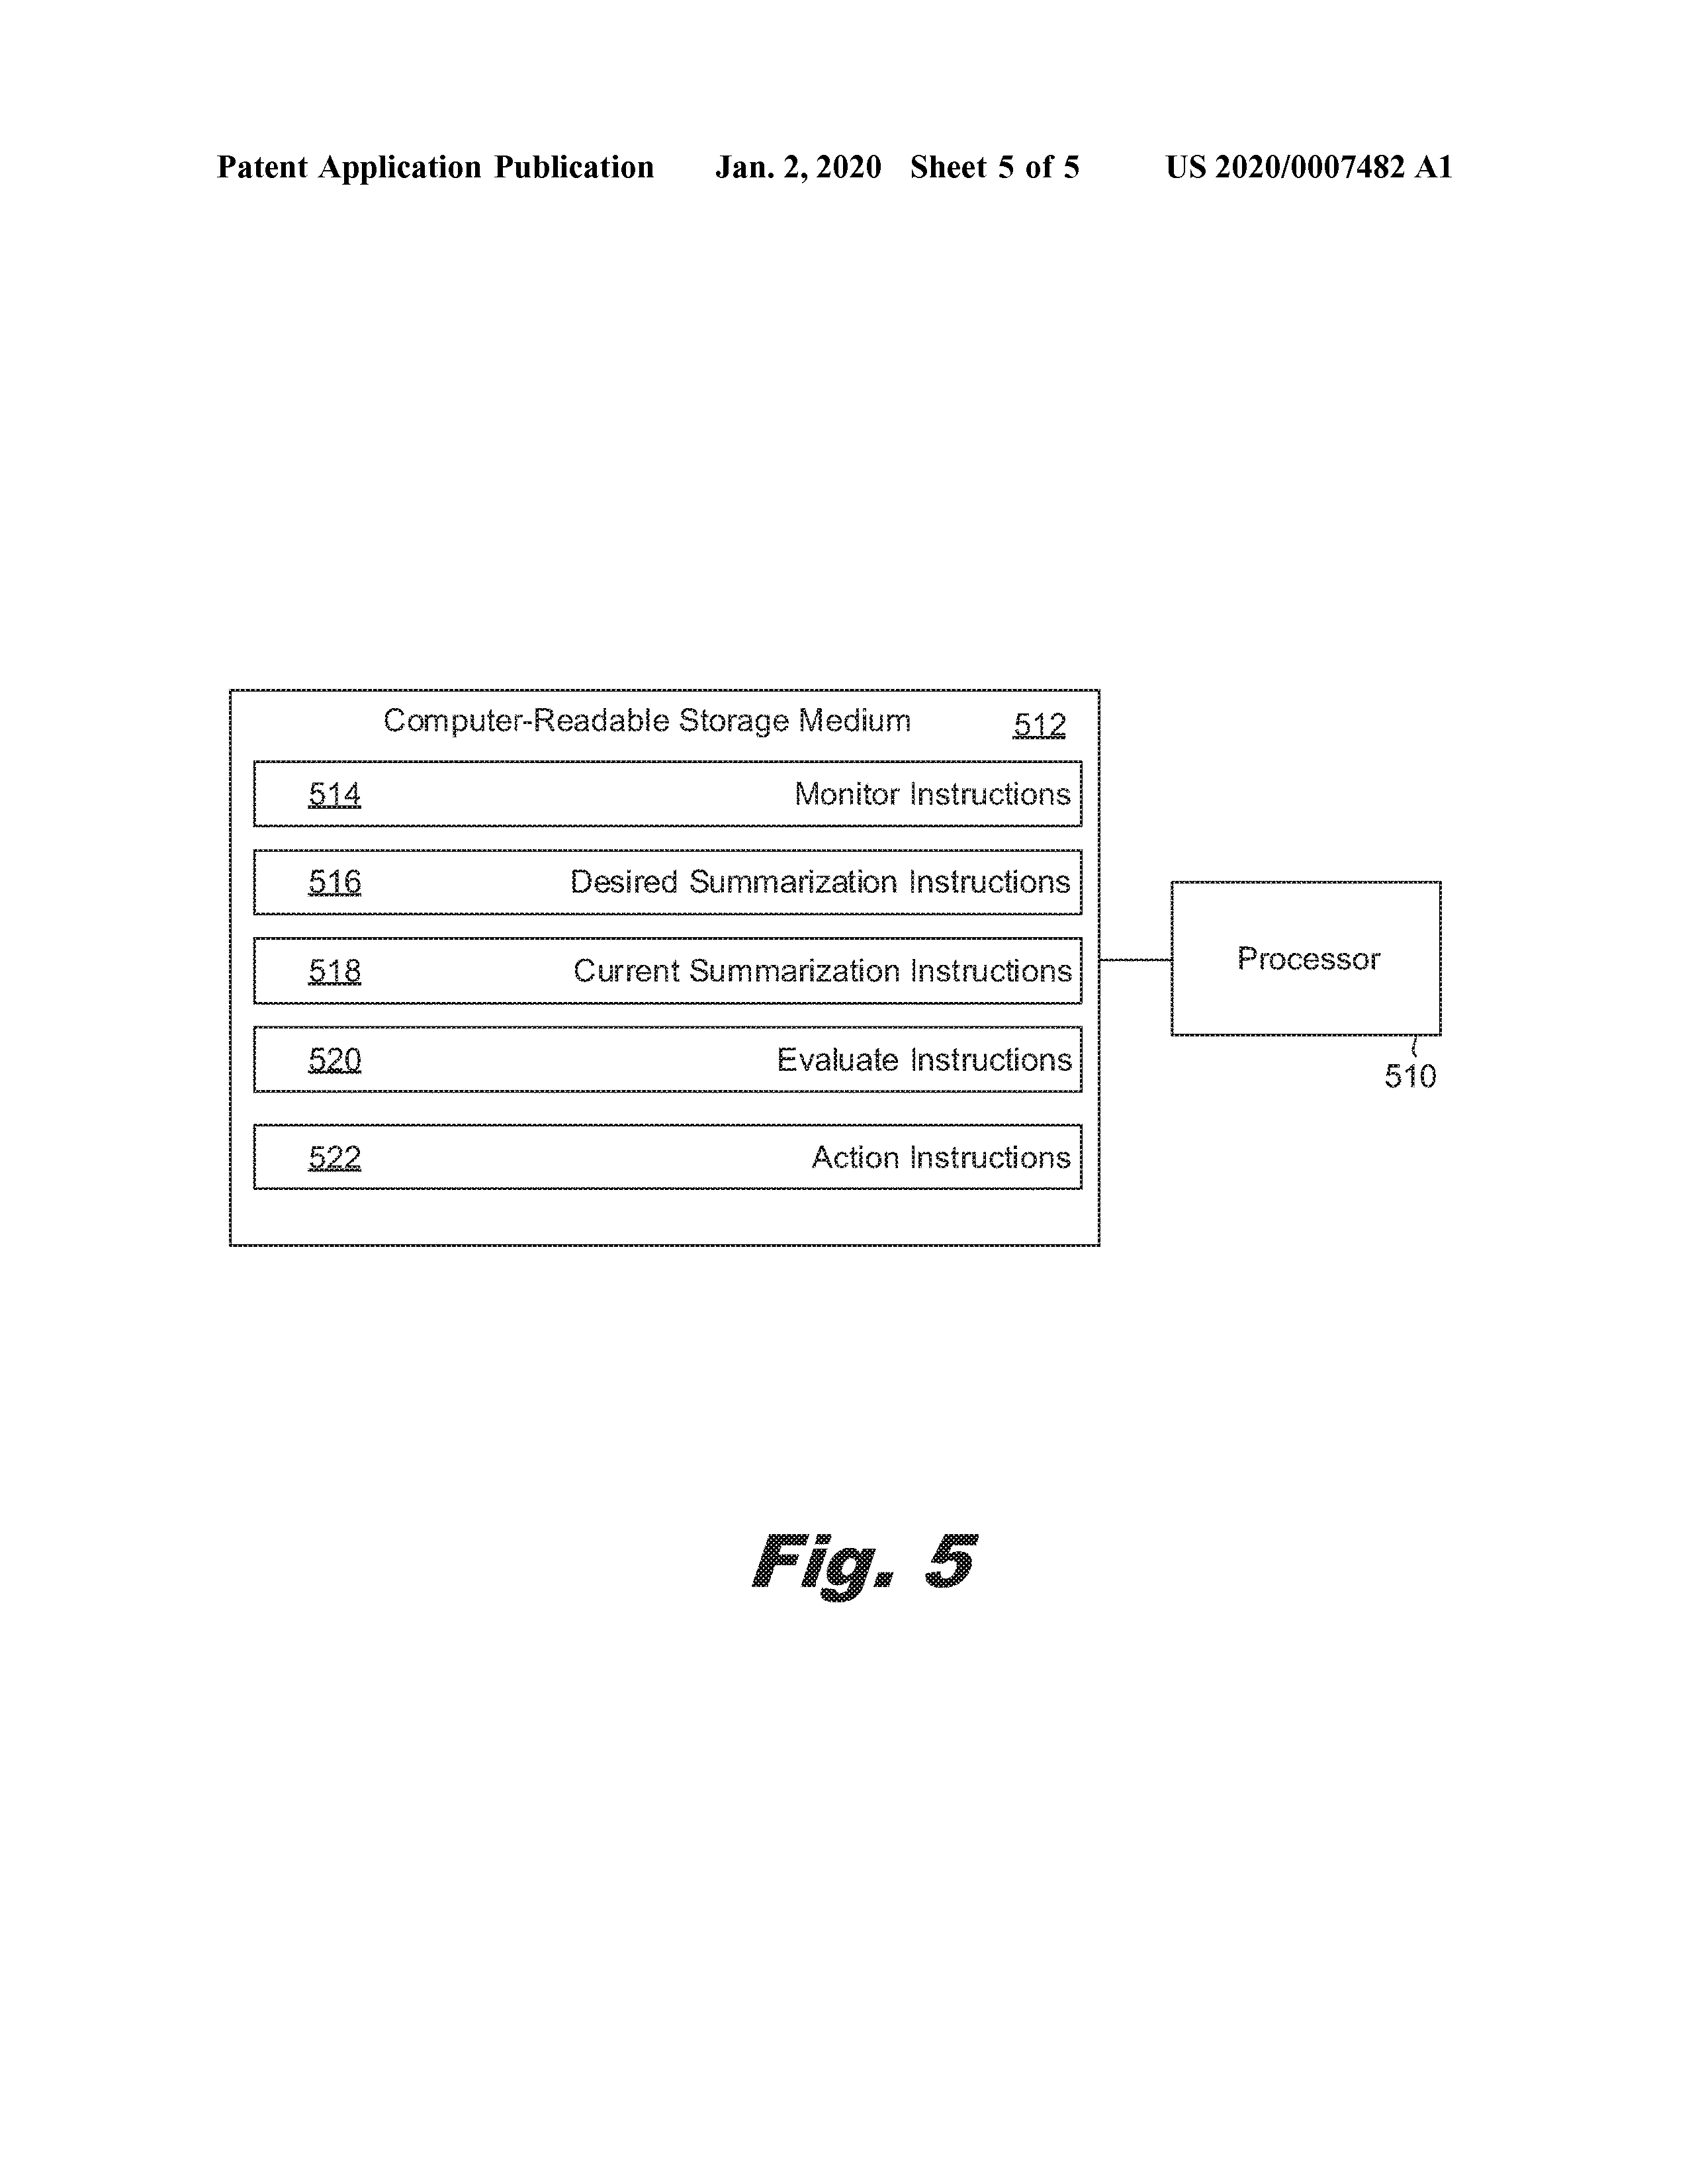 Patent Application Publication Jan. 2, 2020 Sheet 5 of 5 US 2020/0007482 A1
Computer-Readable Storage Medium 512
514 Monitor Instructions
516 Desired Summarization Instructions
518 Current Summarization Instructions
Processor
520 Evaluate Instructions
510
522 Action Instructions
Fig. 5